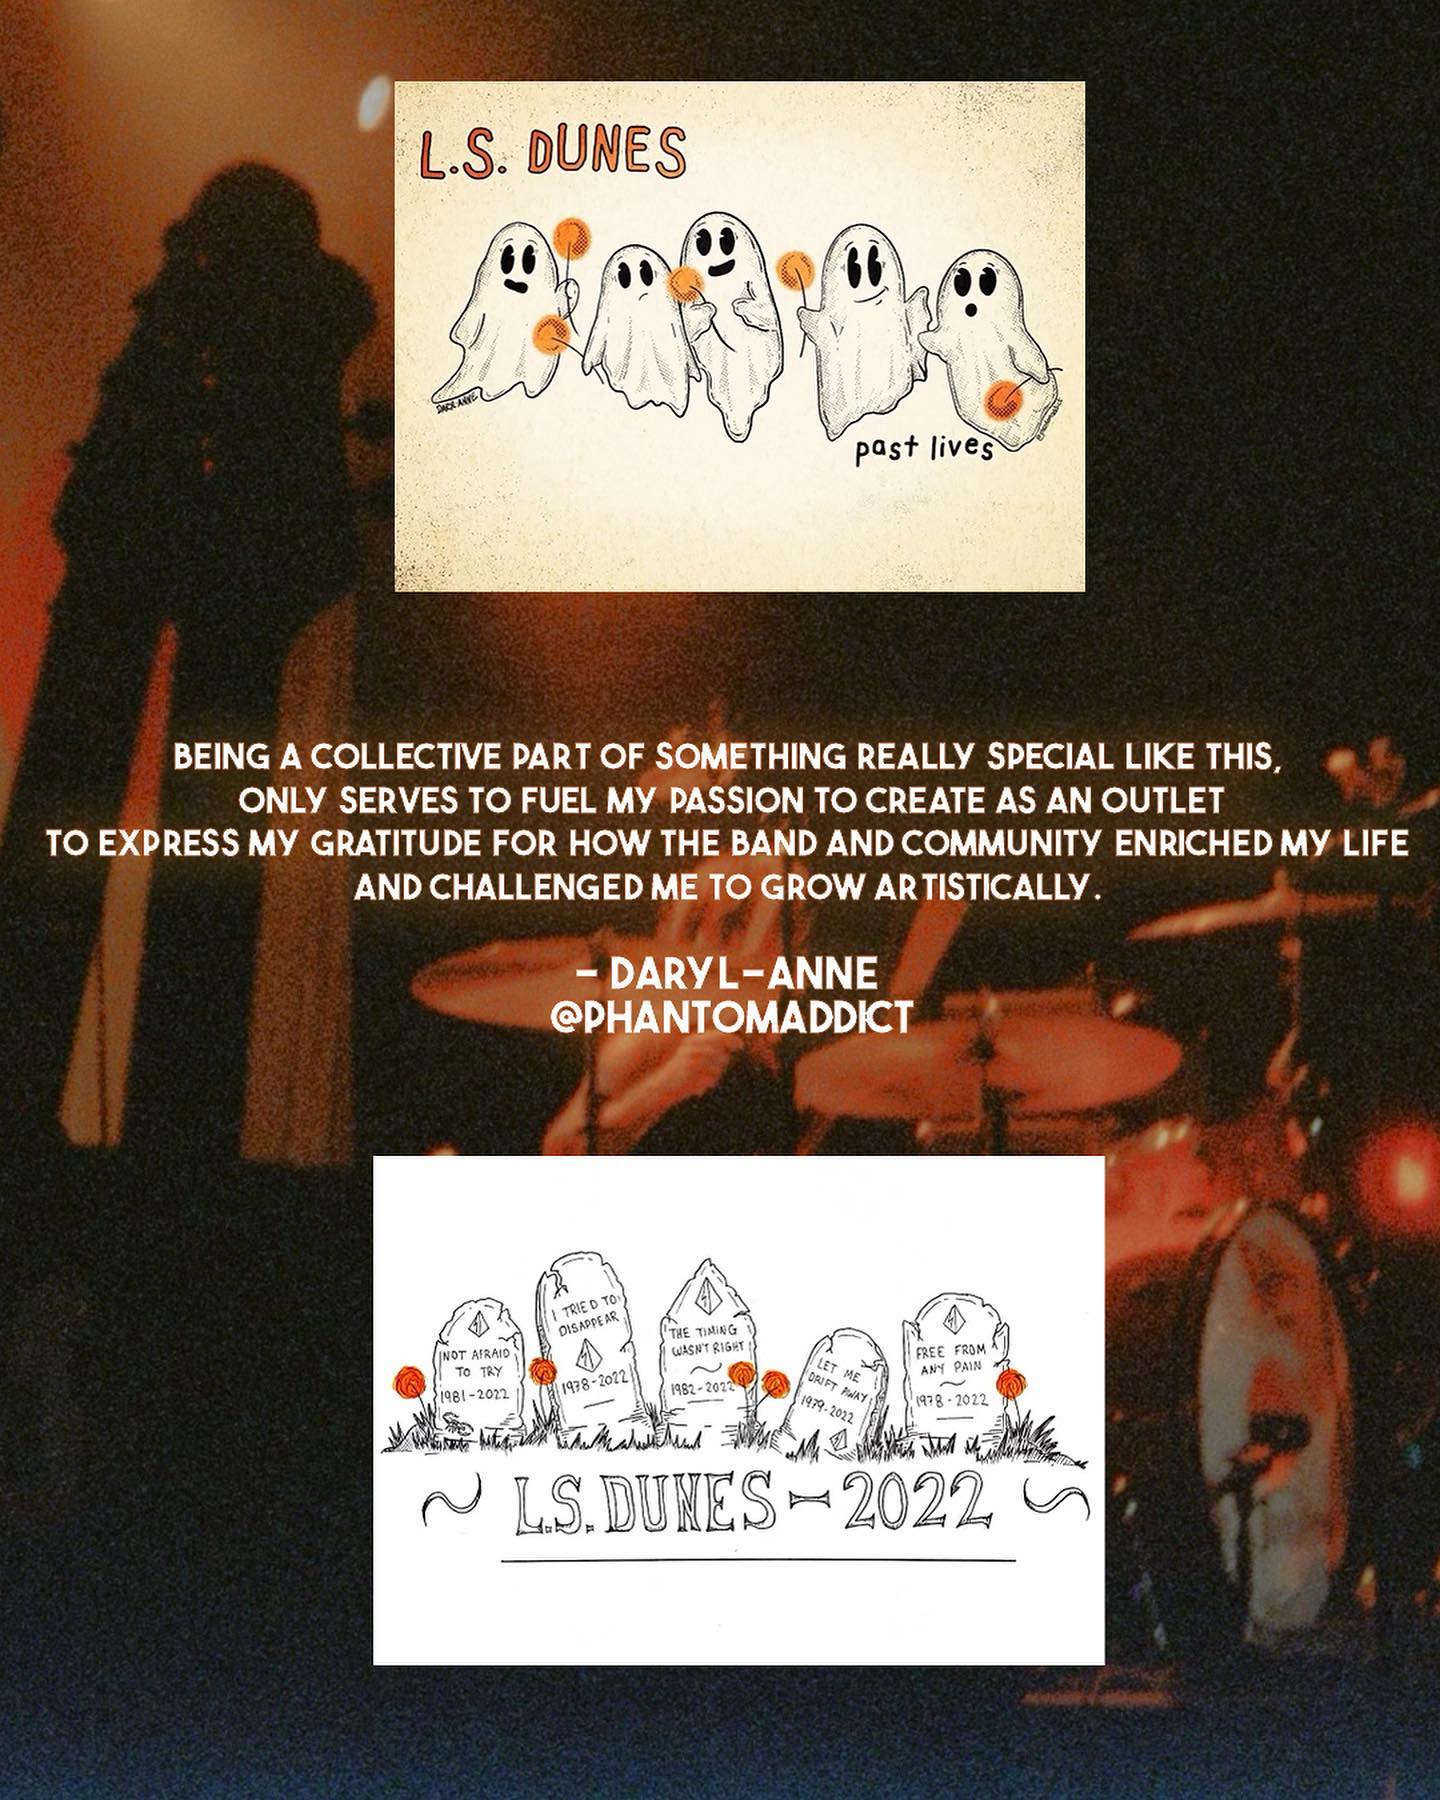 L.S. DUNES
DARYL ANNE
past lives
BEING A COLLECTIVE PART OF SOMETHING REALLY SPECIAL LIKE THIS,
ONLY SERVES TO FUEL MY PASSION TO CREATE AS AN OUTLET
TO EXPRESS MY GRATITUDE FOR HOW THE BAND AND COMMUNITY ENRICHED MY LIFE
AND CHALLENGED ME TO GROW ARTISTICALLY.
- DARYL-ANNE
@PHANTOMADDICT
NOT AFRAID
TO TRY
1981-2022
I TRIED TO
DISAPPEAR
1978-2022
THE TIMING
WASN'T RIGHT
1982-2022
LET ME
DRIFT AWAY
1979-2022
FREE FROM
ANY PAIN
1978-2022
L.S. DUNES - 2022